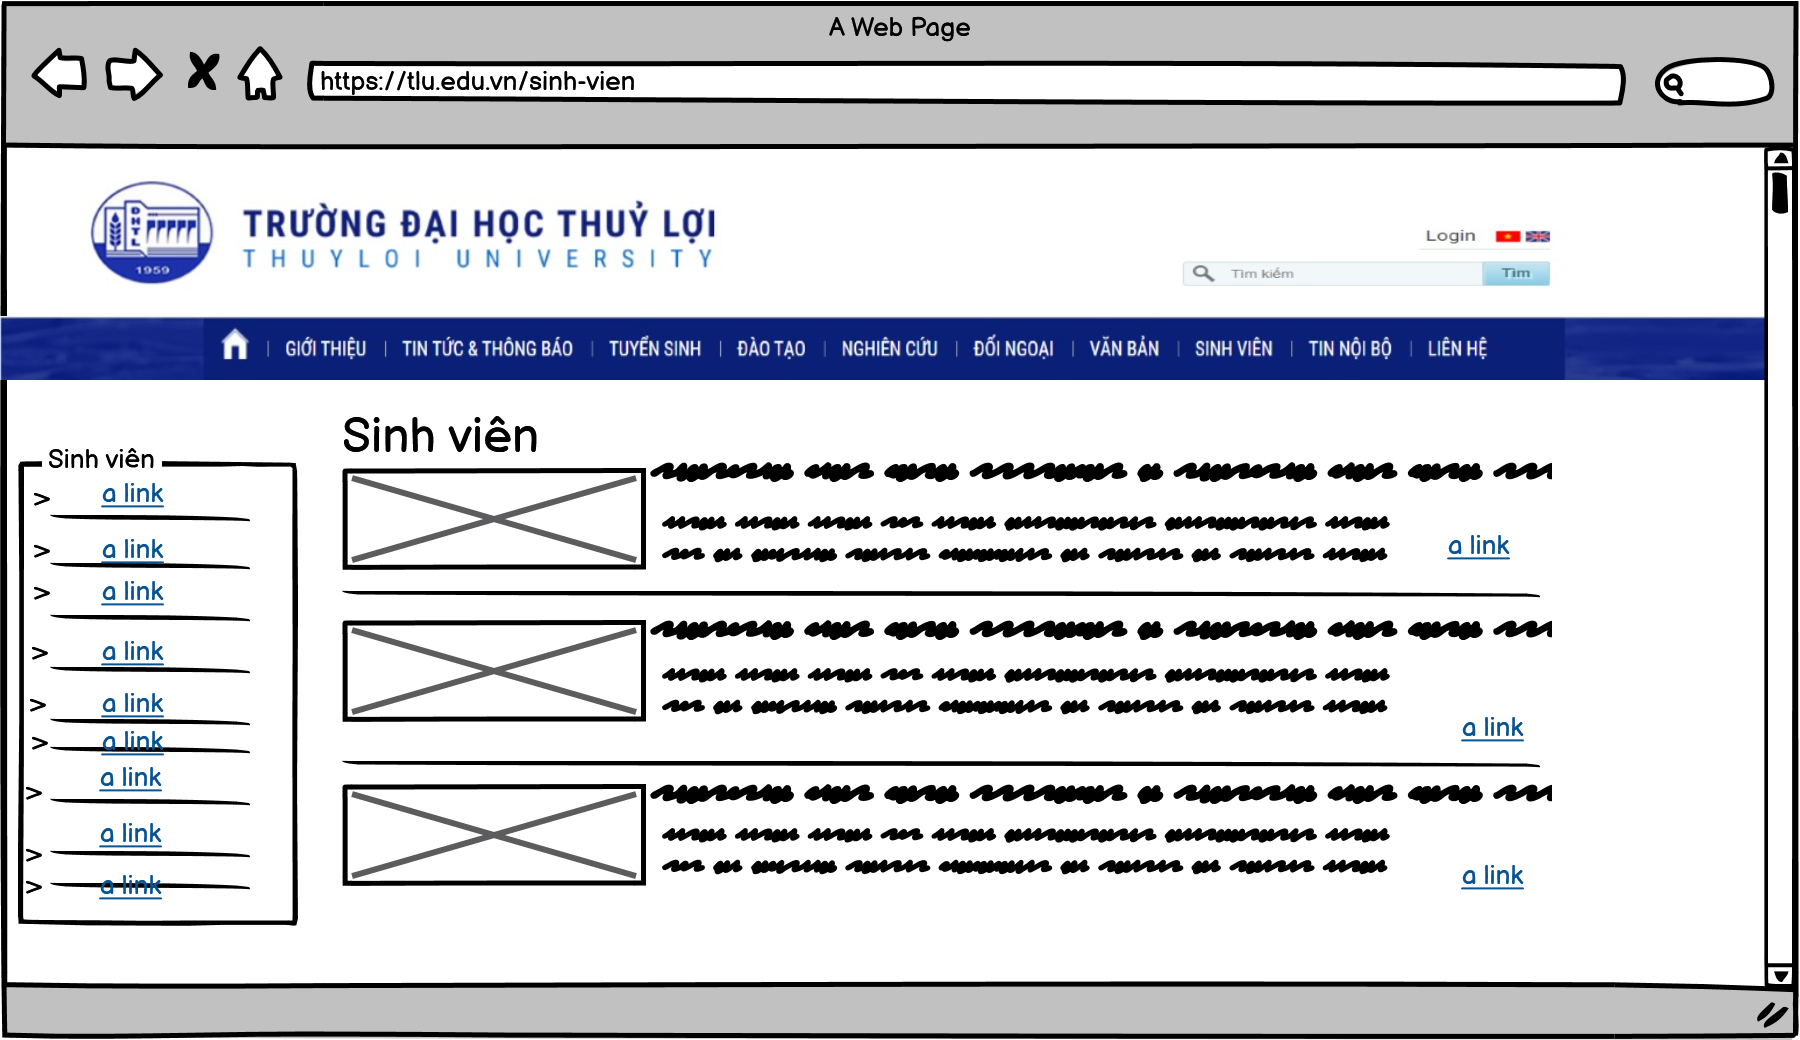 A Web Page
https://tlu.edu.vn/sinh-vien
DHTL
1959
TRƯỜNG ĐẠI HỌC THUỶ LỢI
THUYLOI UNIVERSITY
Login
Tìm kiếm
Tìm
GIỚI THIỆU | TIN TỨC & THÔNG BÁO | TUYỂN SINH | ĐÀO TẠO | NGHIÊN CỨU | ĐỐI NGOẠI | VĂN BẢN | SINH VIÊN | TIN NỘI BỘ | LIÊN HỆ
Sinh viên
> a link
> a link
> a link
> a link
> a link
> a link
> a link
> a link
> a link
Sinh viên
a link
a link
a link